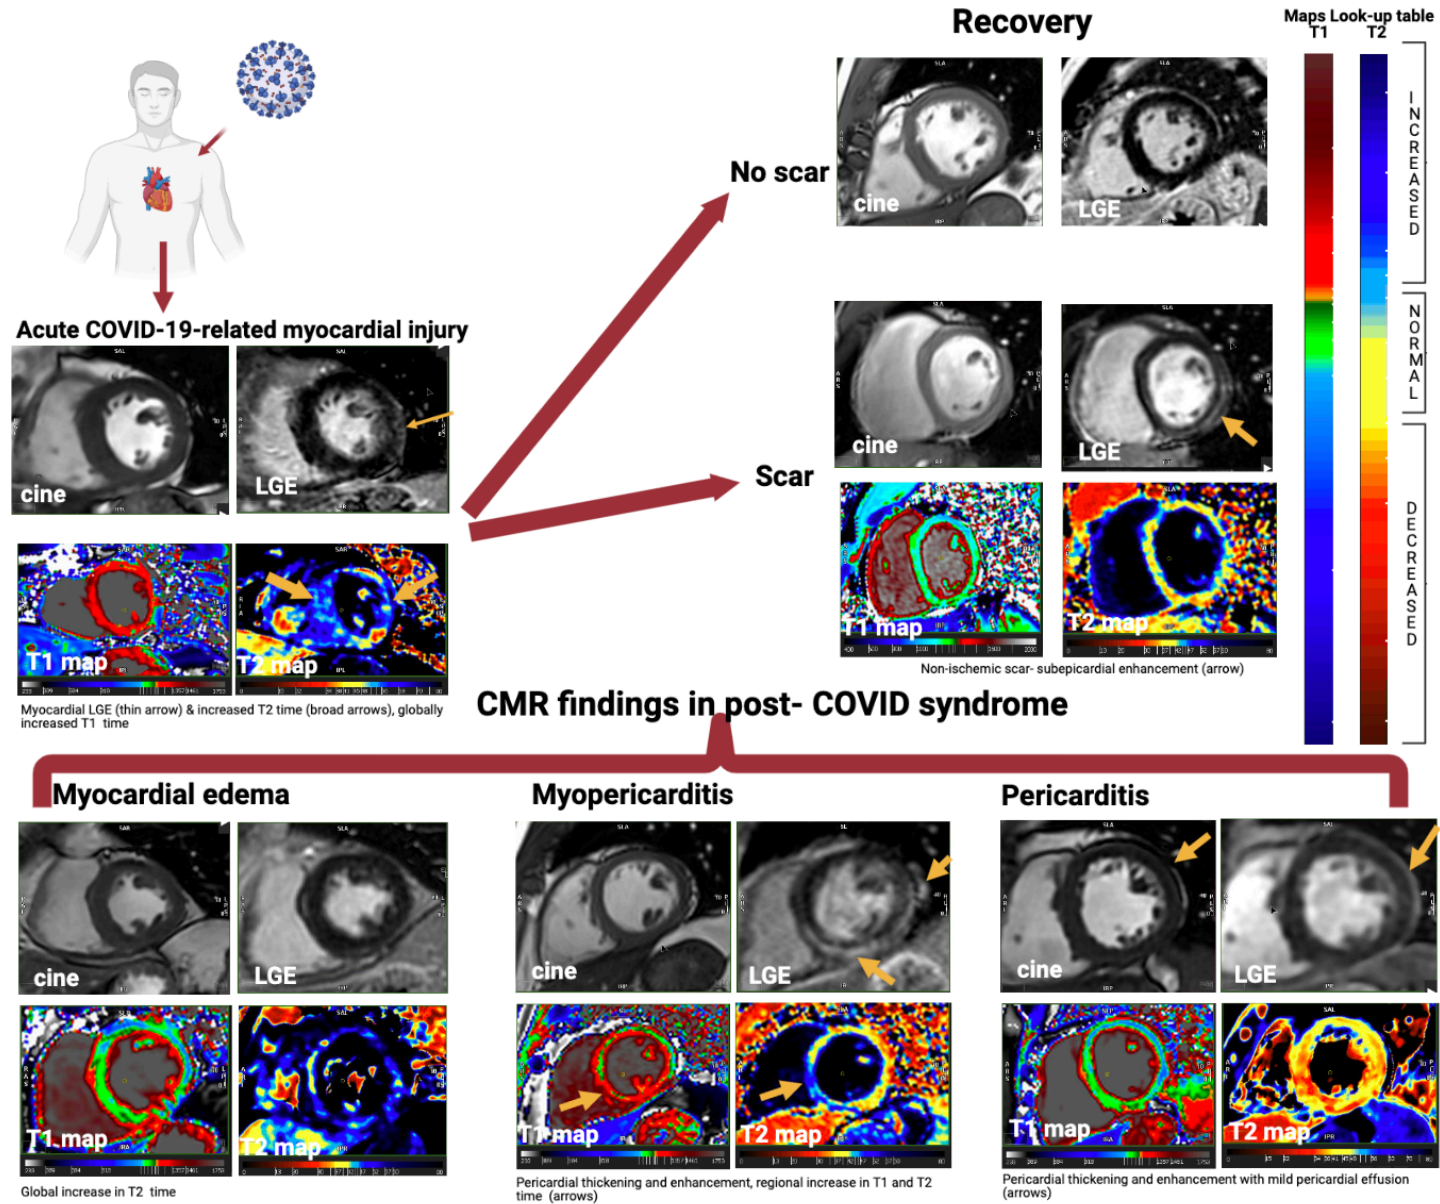 Recovery
Maps Look-up table
T1 T2
No scar
cine
LGE
INCREASED
NORMAL
DECREASED
Acute COVID-19-related myocardial injury
cine
LGE
T1 map
T2 map
Myocardial LGE (thin arrow) & increased T2 time (broad arrows), globally
increased T1 time
Scar
cine
LGE
T1 map
T2 map
Non-ischemic scar- subepicardial enhancement (arrow)
CMR findings in post- COVID syndrome
Myocardial edema
cine
LGE
T1 map
T2 map
Global increase in T2 time
Myopericarditis
cine
LGE
T1 map
T2 map
Pericardial thickening and enhancement, regional increase in T1 and T2
time (arrows)
Pericarditis
cine
LGE
T1 map
T2 map
Pericardial thickening and enhancement with mild pericardial effusion
(arrows)